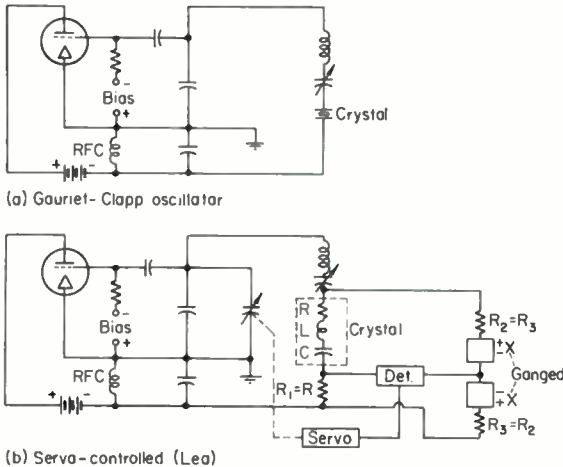 Bias
Crystal
RFC
(a) Gouriet-Clapp oscillator
R
L
C
Crystal
R₂=R₃
Bias
Det.
Ganged
RFC
R₁=R
R₃=R₂
Servo
(b) Servo-controlled (Lea)